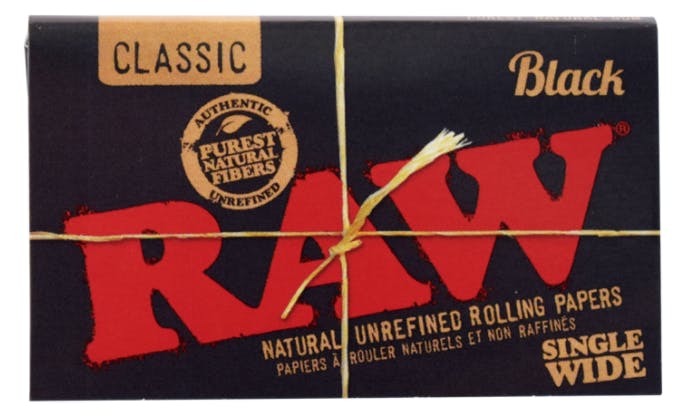 CLASSIC
Black
AUTHENTIC
PUREST
NATURAL
FIBERS
UNREFINED
RAW®
NATURAL UNREFINED ROLLING PAPERS
PAPIERS À ROULER NATURELS ET NON RAFFINÉS
SINGLE
WIDE